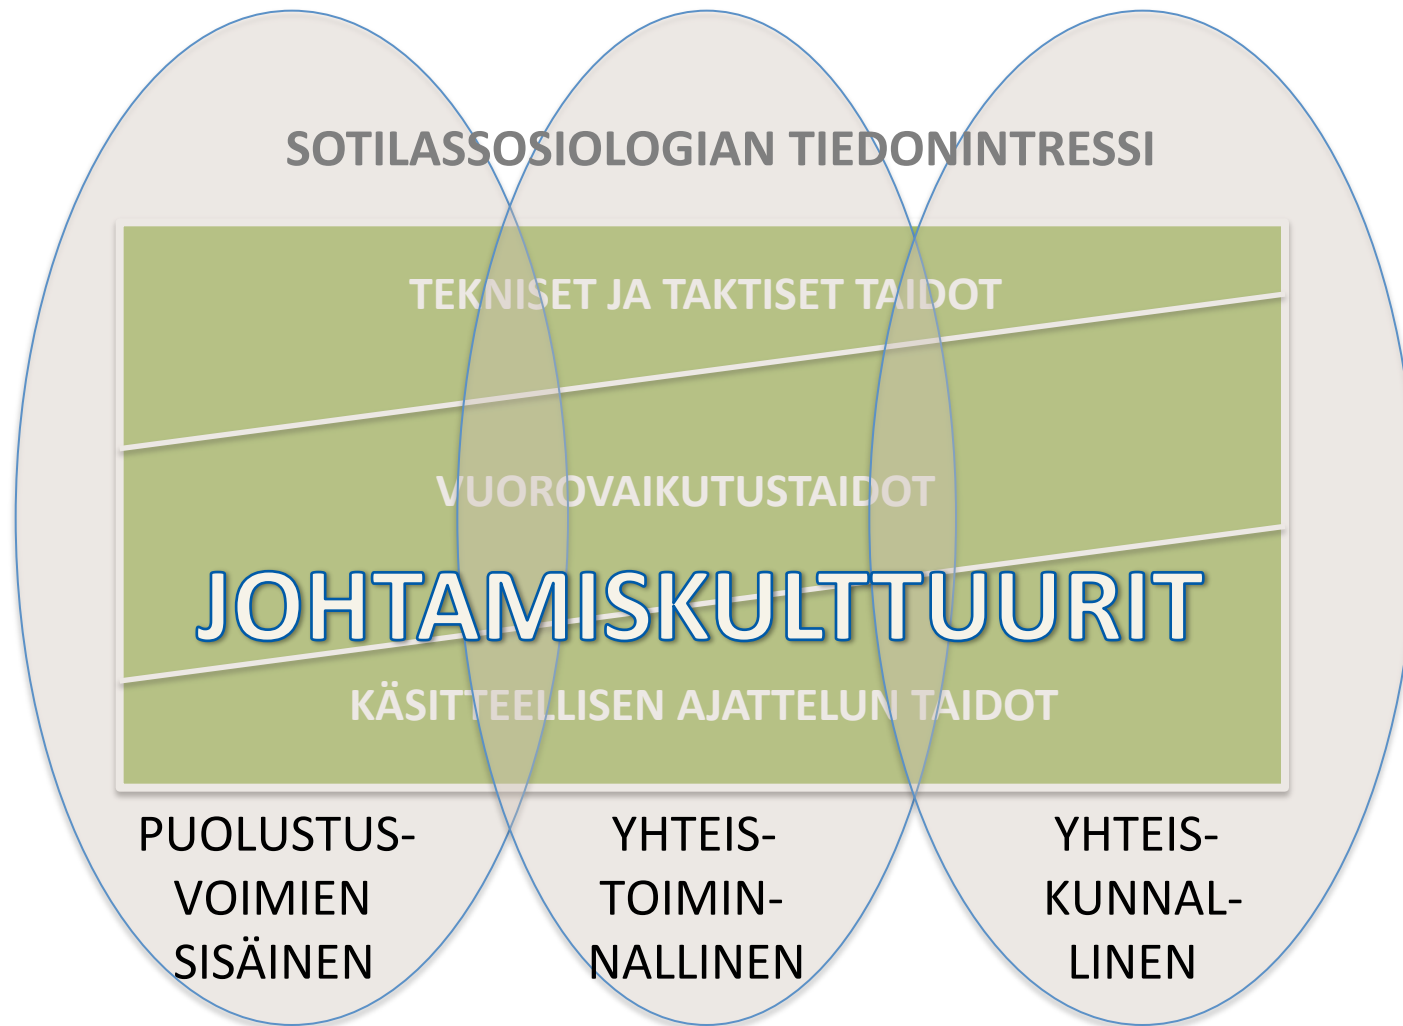 SOTILASSOSIOLOGIAN TIEDONINTRESSI
TEKNISET JA TAKTISET TAIDOT
VUOROVAIKUTUSTAIDOT
JOHTAMISKULTTUURIT
KÄSITTEELLISEN AJATTELUN TAIDOT
PUOLUSTUS-
VOIMIEN
SISÄINEN
YHTEIS-
TOIMIN-
NALLINEN
YHTEIS-
KUNNAL-
LINEN